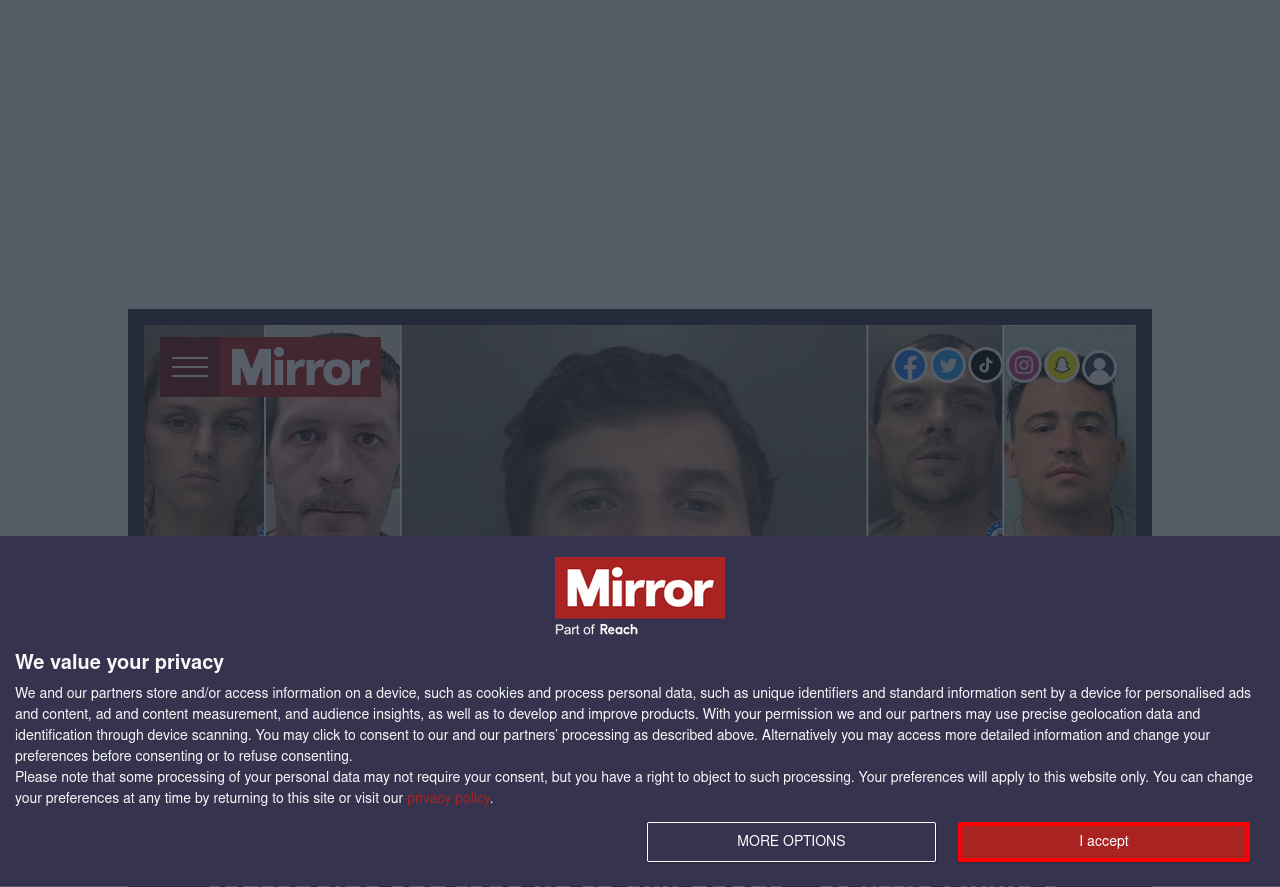 Mirror
Mirror
Part of Reach
We value your privacy
We and our partners store and/or access information on a device, such as cookies and process personal data, such as unique identifiers and standard information sent by a device for personalised ads
and content, ad and content measurement, and audience insights, as well as to develop and improve products. With your permission we and our partners may use precise geolocation data and
identification through device scanning. You may click to consent to our and our partners’ processing as described above. Alternatively you may access more detailed information and change your
preferences before consenting or to refuse consenting.
Please note that some processing of your personal data may not require your consent, but you have a right to object to such processing. Your preferences will apply to this website only. You can change
your preferences at any time by returning to this site or visit our privacy policy.
MORE OPTIONS
I accept